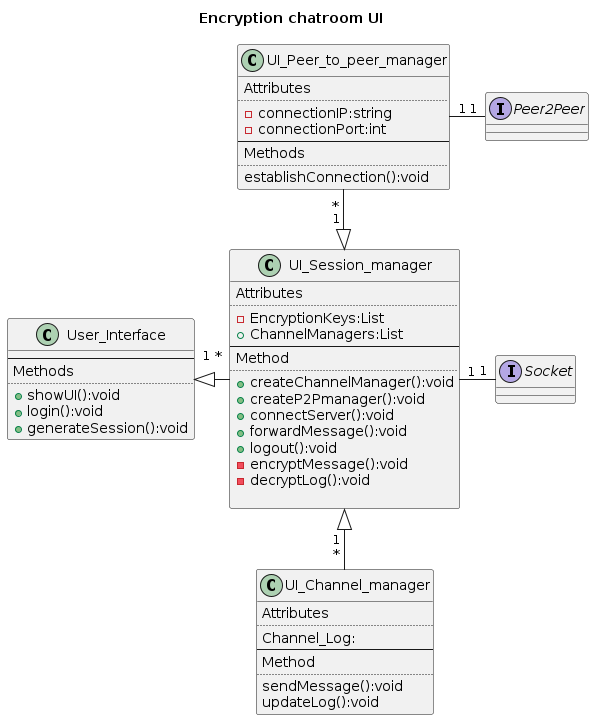 Encryption chatroom UI
C UI_Peer_to_peer_manager
Attributes
connectionIP:string
connectionPort:int
Methods
establishConnection():void
1 1
I Peer2Peer
*
1
C UI_Session_manager
Attributes
EncryptionKeys:List
ChannelManagers:List
Method
createChannelManager():void
createP2Pmanager():void
connectServer():void
forwardMessage():void
logout():void
encryptMessage():void
decryptLog():void
C User_Interface
Methods
showUI():void
login():void
generateSession():void
1 *
1 1
I Socket
1
*
C UI_Channel_manager
Attributes
Channel_Log:
Method
sendMessage():void
updateLog():void